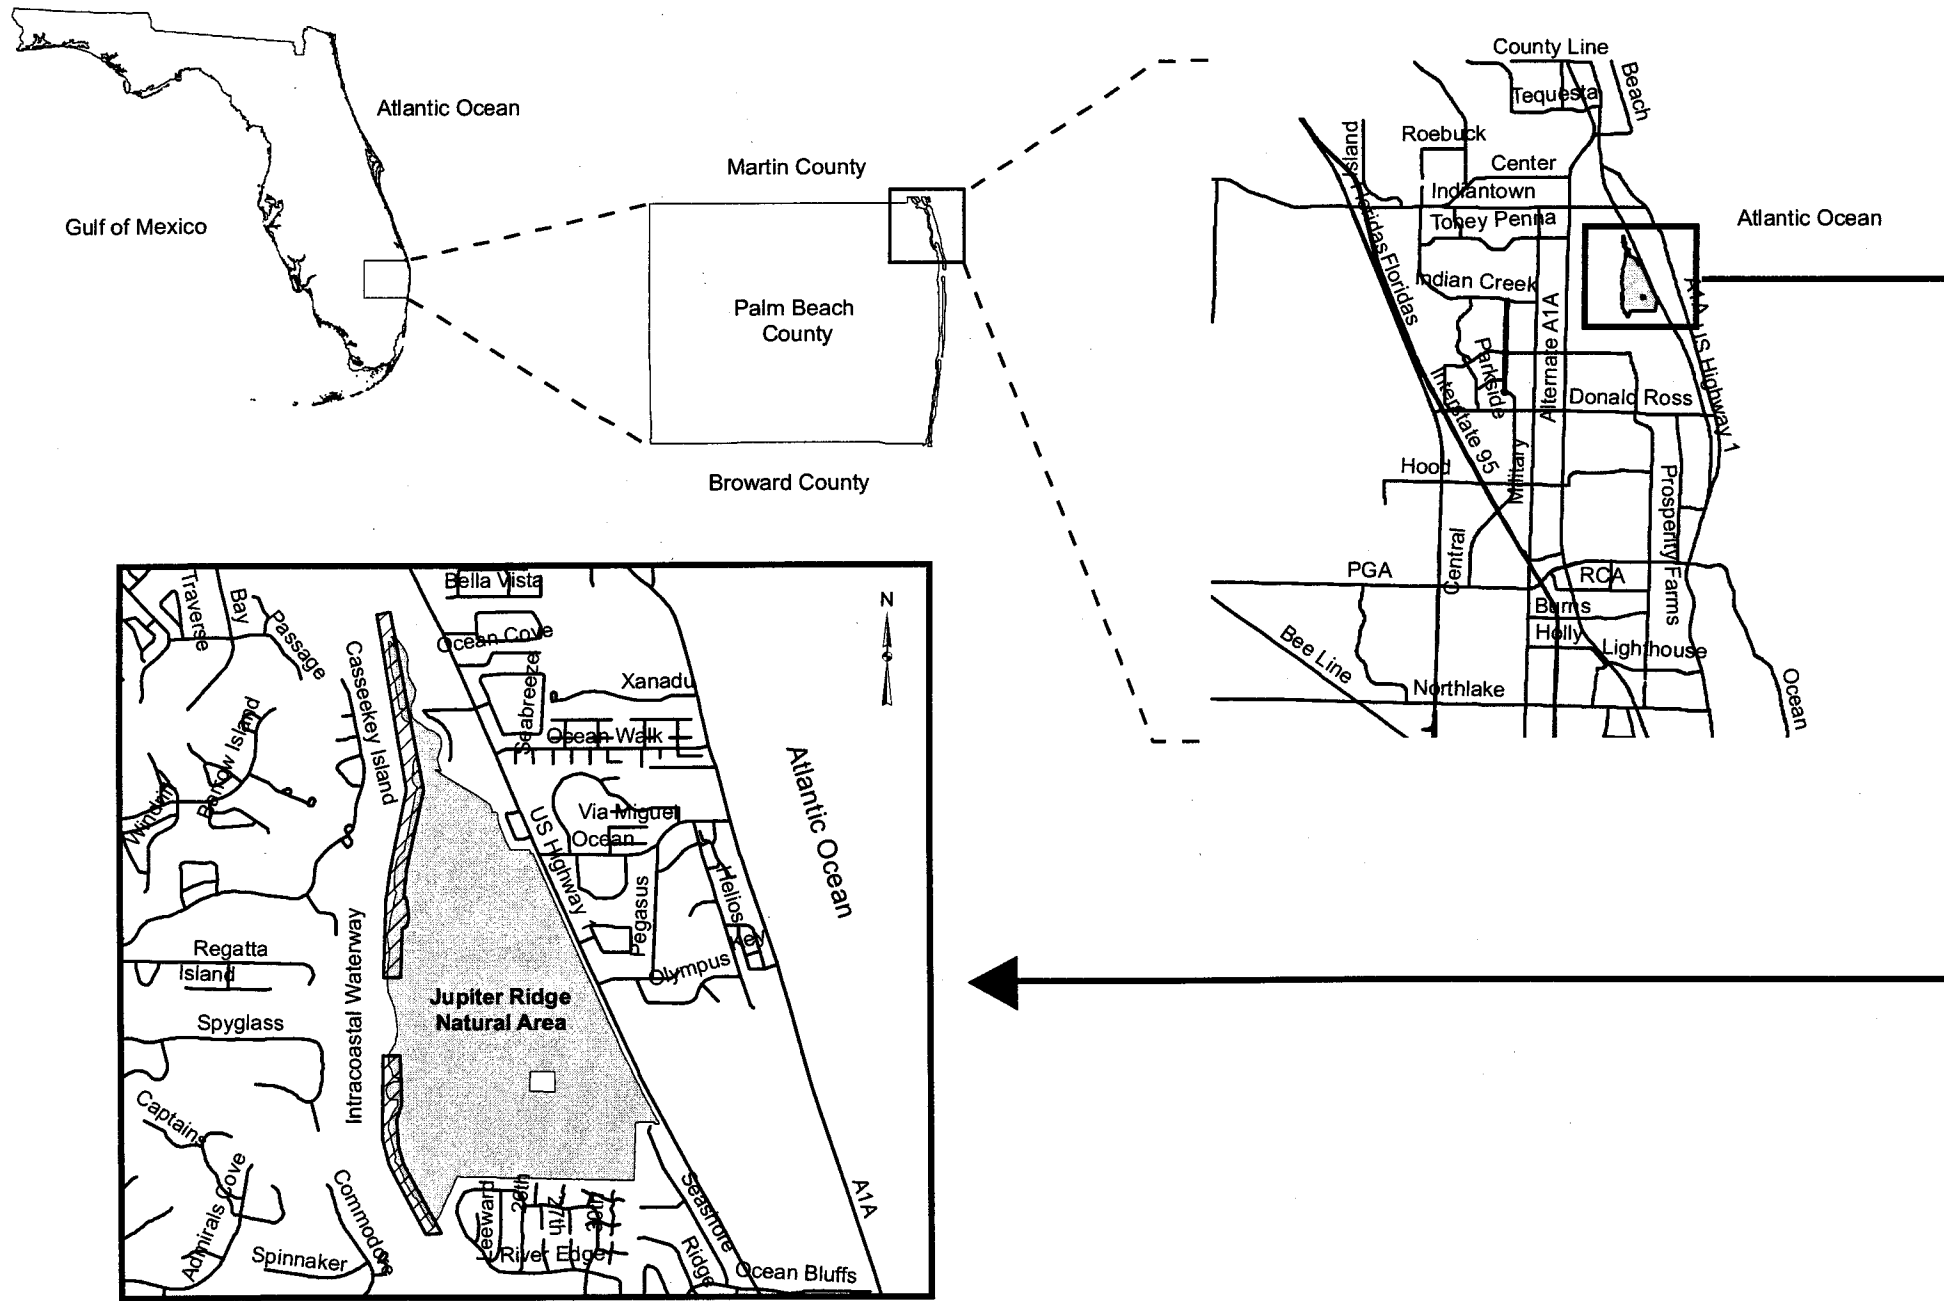 Atlantic Ocean
Gulf of Mexico
Martin County
Palm Beach
County
Broward County
County Line
Beach
Tequesta
Roebuck
Island
Center
Indiantown
Toney Penna
Atlantic Ocean
Floridas
Floridas
Indian Creek
A1A
US Highway 1
Alternate A1A
Parkside
Interstate 95
Donald Ross
Military
Hood
Prosperity Farms
Central
PGA
RCA
Burns
Holly
Lighthouse
Bee Line
Northlake
Ocean
Bella Vista
Traverse
Bay
Passage
N
Ocean Cove
Casseekey Island
Seabreeze
Xanadu
Ocean Walk
Barrow Island
Windmill
Atlantic Ocean
Via Miguel
Ocean
US Highway
Helios
Pegasus
Key
Olympus
Regatta
Island
Intracoastal Waterway
Jupiter Ridge
Natural Area
Spyglass
Captains
Admirals Cove
Commodore
Spinnaker
Leeward
26th
27th
River Edge
Seashore
Ridge
A1A
Ocean Bluffs